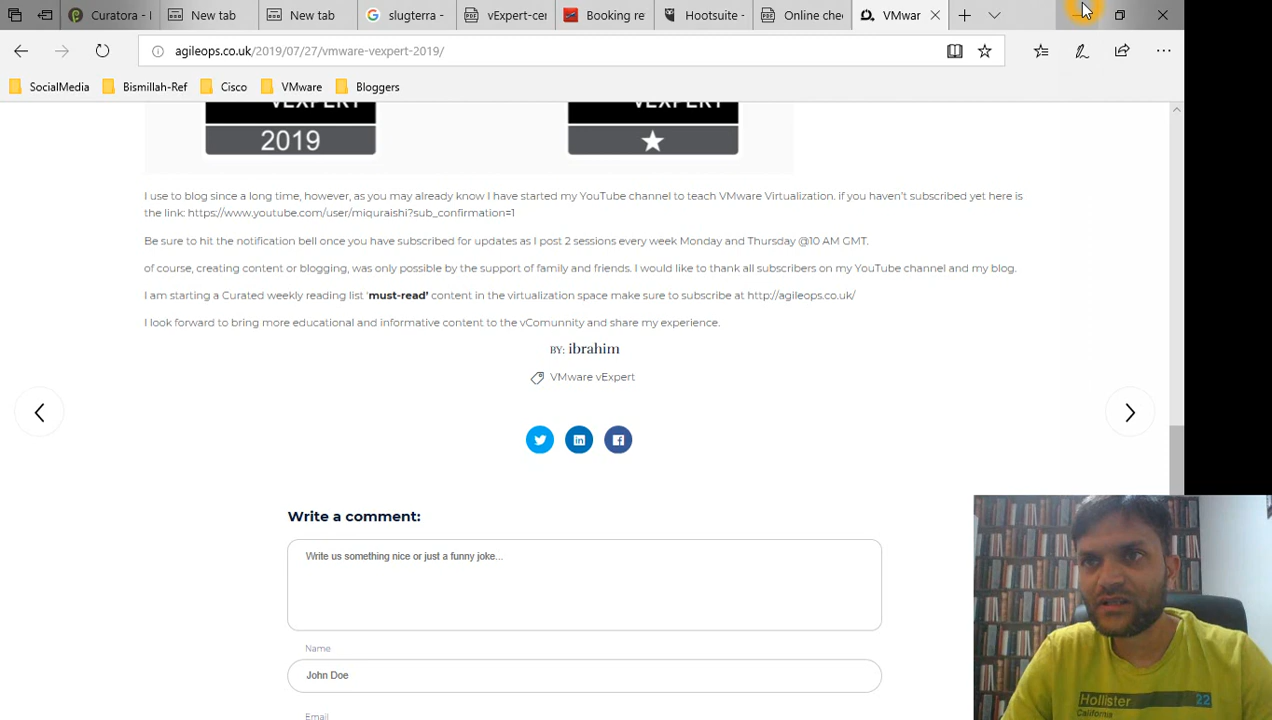 Curatora -
New tab
New tab
slugterra -
vExpert-cer
Booking re
Hootsuite -
Online chec
VMwar
agileops.co.uk/2019/07/27/vmware-vexpert-2019/
SocialMedia
Bismillah-Ref
Cisco
VMware
Bloggers
VEXPERT
VEXPERT
2019
I use to blog since a long time, however, as you may already know I have started my YouTube channel to teach VMware Virtualization. if you haven't subscribed yet here is
the link: https://www.youtube.com/user/miquraishi?sub_confirmation=1
Be sure to hit the notification bell once you have subscribed for updates as I post 2 sessions every week Monday and Thursday @10 AM GMT.
of course, creating content or blogging, was only possible by the support of family and friends. I would like to thank all subscribers on my YouTube channel and my blog.
I am starting a Curated weekly reading list 'must-read' content in the virtualization space make sure to subscribe at http://agileops.co.uk/
I look forward to bring more educational and informative content to the vComunnity and share my experience.
BY: ibrahim
VMware vExpert
Write a comment:
Write us something nice or just a funny joke...
Name
John Doe
Email
Hollister 22
California